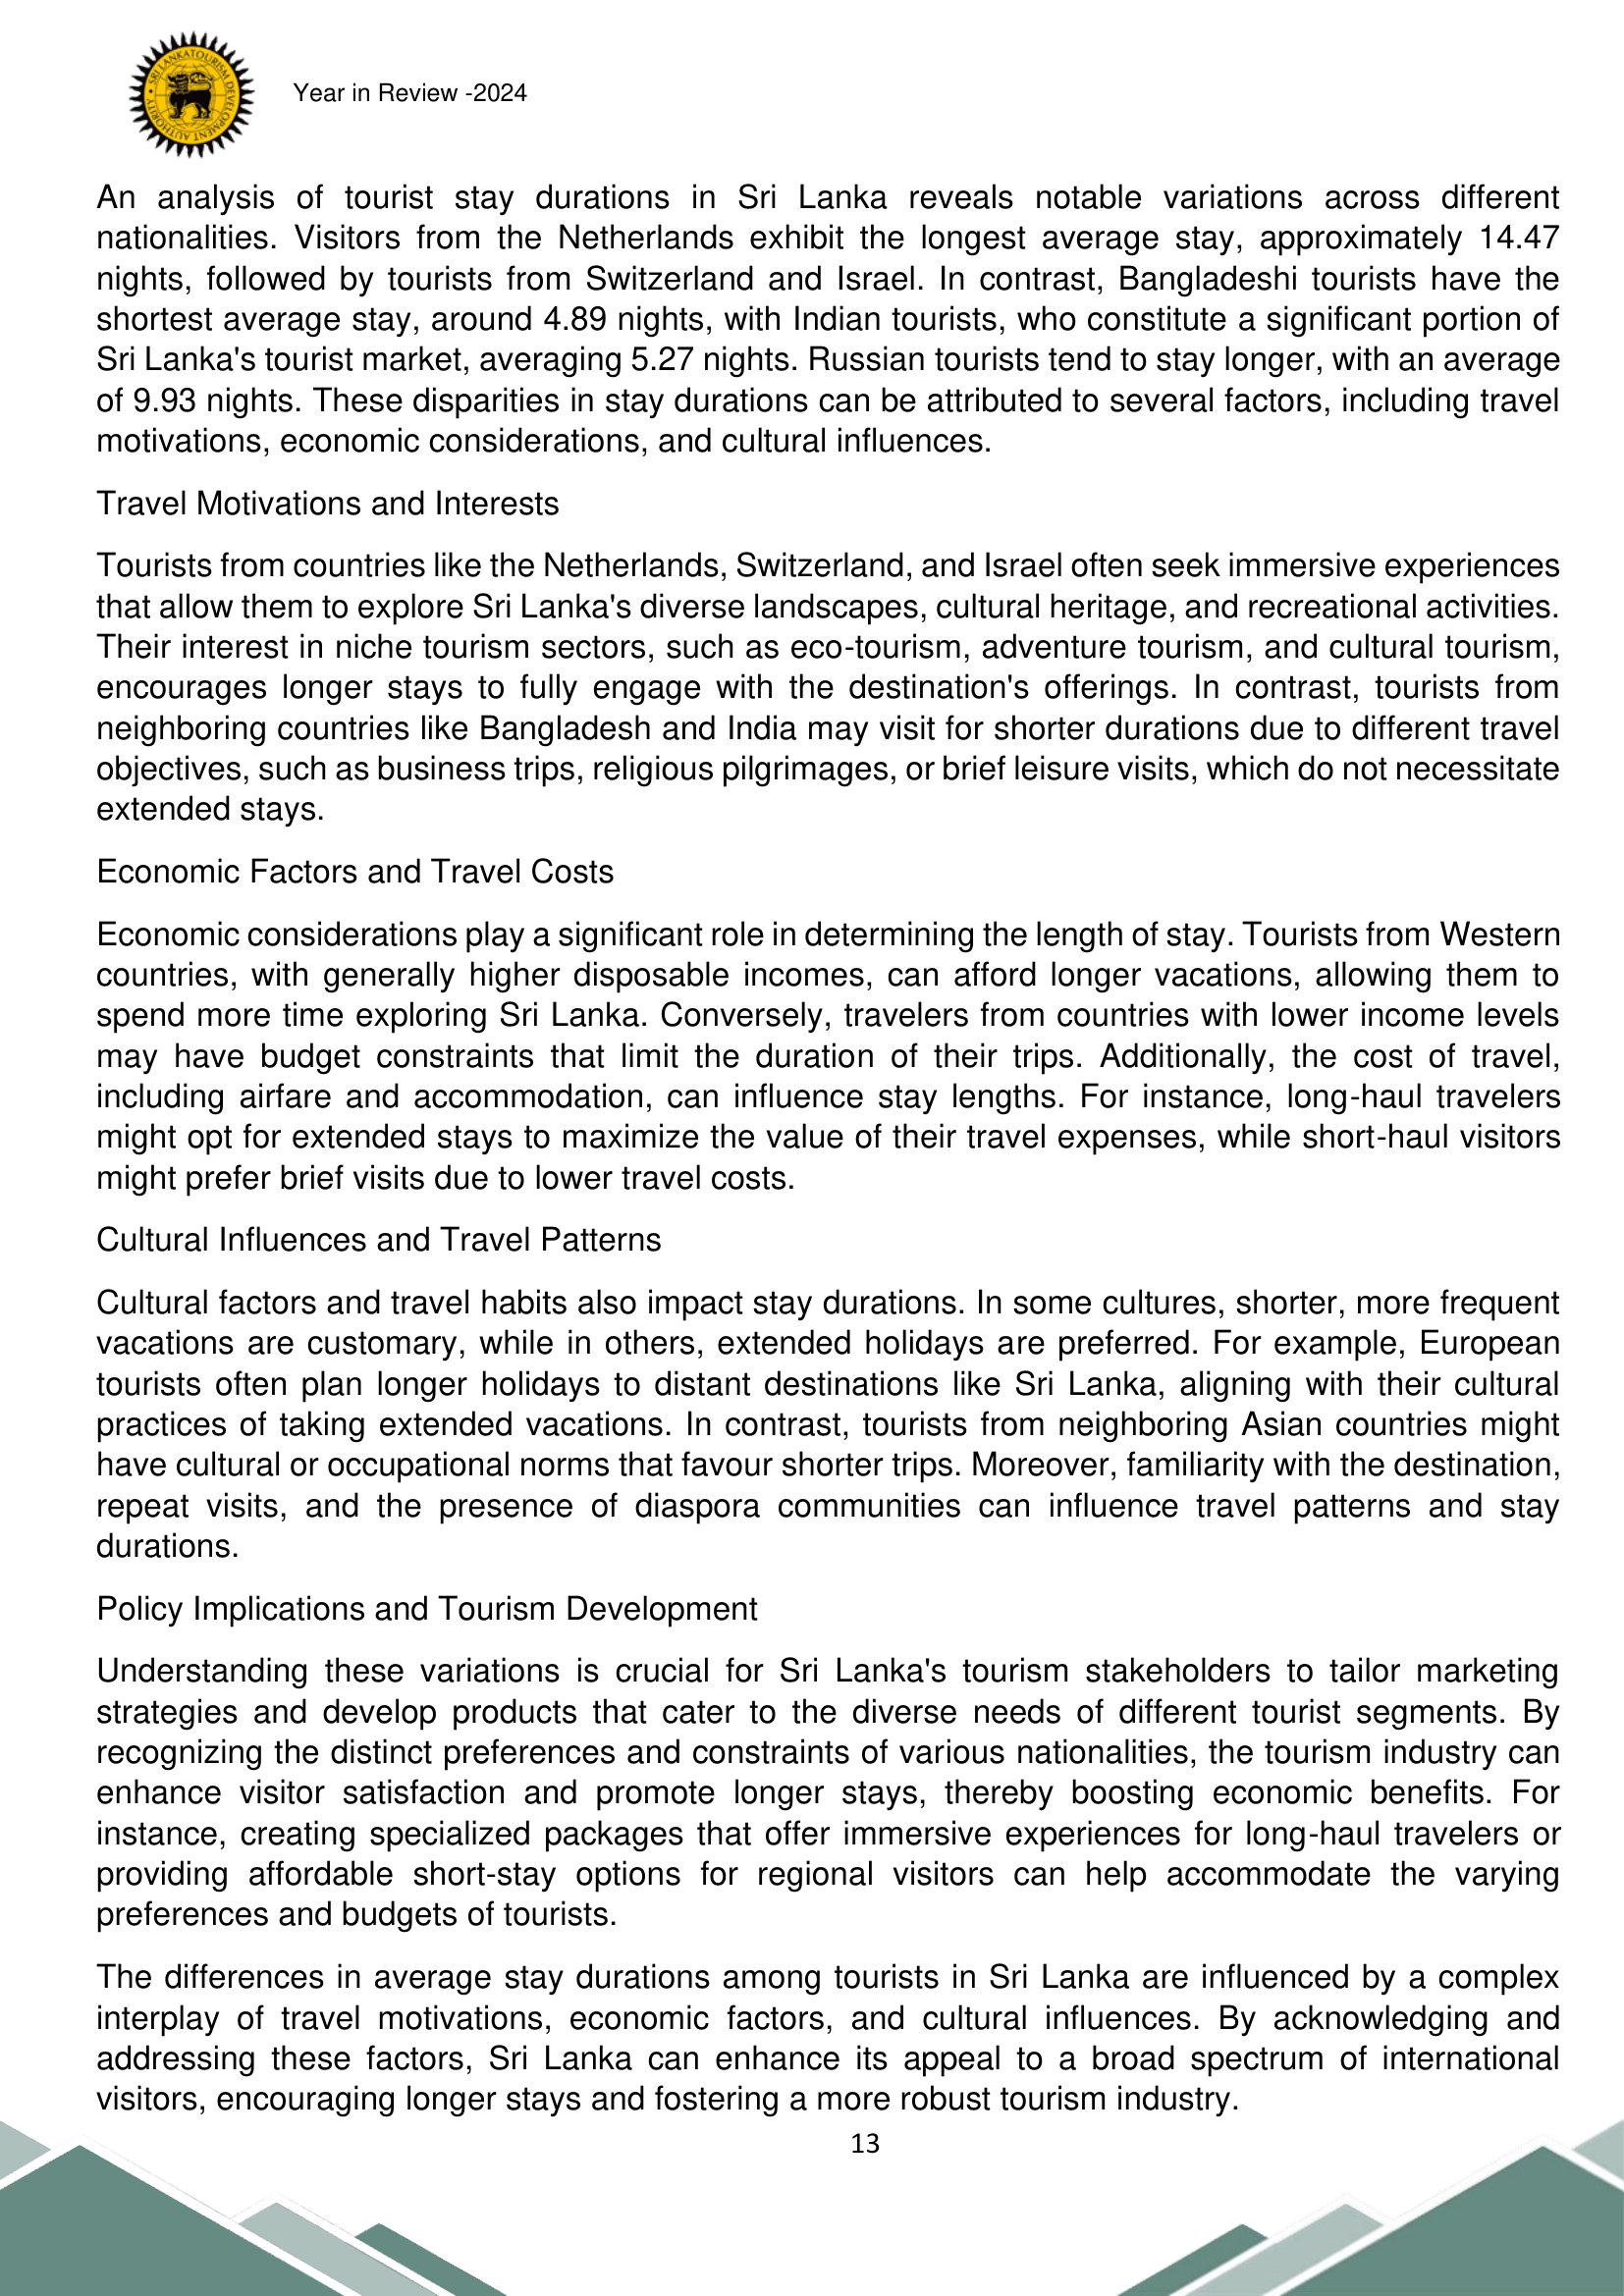 SRI LANKA TOURISM DEVELOPMENT AUTHORITY
Year in Review -2024
An analysis of tourist stay durations in Sri Lanka reveals notable variations across different
nationalities. Visitors from the Netherlands exhibit the longest average stay, approximately 14.47
nights, followed by tourists from Switzerland and Israel. In contrast, Bangladeshi tourists have the
shortest average stay, around 4.89 nights, with Indian tourists, who constitute a significant portion of
Sri Lanka's tourist market, averaging 5.27 nights. Russian tourists tend to stay longer, with an average
of 9.93 nights. These disparities in stay durations can be attributed to several factors, including travel
motivations, economic considerations, and cultural influences.
Travel Motivations and Interests
Tourists from countries like the Netherlands, Switzerland, and Israel often seek immersive experiences
that allow them to explore Sri Lanka's diverse landscapes, cultural heritage, and recreational activities.
Their interest in niche tourism sectors, such as eco-tourism, adventure tourism, and cultural tourism,
encourages longer stays to fully engage with the destination's offerings. In contrast, tourists from
neighboring countries like Bangladesh and India may visit for shorter durations due to different travel
objectives, such as business trips, religious pilgrimages, or brief leisure visits, which do not necessitate
extended stays.
Economic Factors and Travel Costs
Economic considerations play a significant role in determining the length of stay. Tourists from Western
countries, with generally higher disposable incomes, can afford longer vacations, allowing them to
spend more time exploring Sri Lanka. Conversely, travelers from countries with lower income levels
may have budget constraints that limit the duration of their trips. Additionally, the cost of travel,
including airfare and accommodation, can influence stay lengths. For instance, long-haul travelers
might opt for extended stays to maximize the value of their travel expenses, while short-haul visitors
might prefer brief visits due to lower travel costs.
Cultural Influences and Travel Patterns
Cultural factors and travel habits also impact stay durations. In some cultures, shorter, more frequent
vacations are customary, while in others, extended holidays are preferred. For example, European
tourists often plan longer holidays to distant destinations like Sri Lanka, aligning with their cultural
practices of taking extended vacations. In contrast, tourists from neighboring Asian countries might
have cultural or occupational norms that favour shorter trips. Moreover, familiarity with the destination,
repeat visits, and the presence of diaspora communities can influence travel patterns and stay
durations.
Policy Implications and Tourism Development
Understanding these variations is crucial for Sri Lanka's tourism stakeholders to tailor marketing
strategies and develop products that cater to the diverse needs of different tourist segments. By
recognizing the distinct preferences and constraints of various nationalities, the tourism industry can
enhance visitor satisfaction and promote longer stays, thereby boosting economic benefits. For
instance, creating specialized packages that offer immersive experiences for long-haul travelers or
providing affordable short-stay options for regional visitors can help accommodate the varying
preferences and budgets of tourists.
The differences in average stay durations among tourists in Sri Lanka are influenced by a complex
interplay of travel motivations, economic factors, and cultural influences. By acknowledging and
addressing these factors, Sri Lanka can enhance its appeal to a broad spectrum of international
visitors, encouraging longer stays and fostering a more robust tourism industry.
13